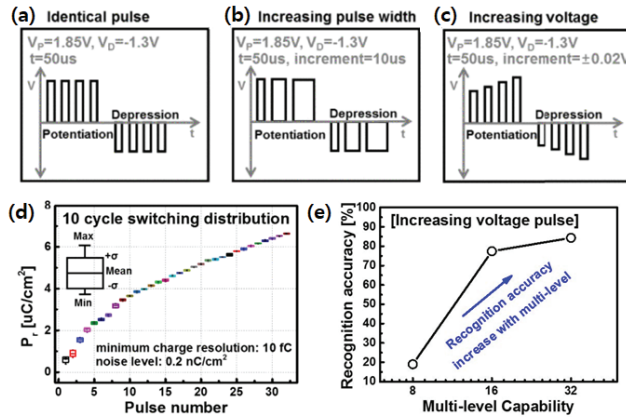 (a) Identical pulse
V_P=1.85V, V_D=-1.3V
t=50us
V
Depression
Potentiation
t
(b) Increasing pulse width
V_P=1.85V, V_D=-1.3V
t=50us, increment=10us
V
Depression
Potentiation
t
(c) Increasing voltage
V_P=1.85V, V_D=-1.3V
t=50us, increment=±0.02V
V
Depression
Potentiation
t
(d)
10 cycle switching distribution
Max
+σ
Mean
-σ
Min
minimum charge resolution: 10 fC
noise level: 0.2 nC/cm²
P_r [uC/cm²]
8
6
4
2
0
0 5 10 15 20 25 30
Pulse number
(e)
[Increasing voltage pulse]
Recognition accuracy
increase with multi-level
Recognition accuracy [%]
100
90
80
70
60
50
40
30
20
10
8 16 32
Multi-level Capability